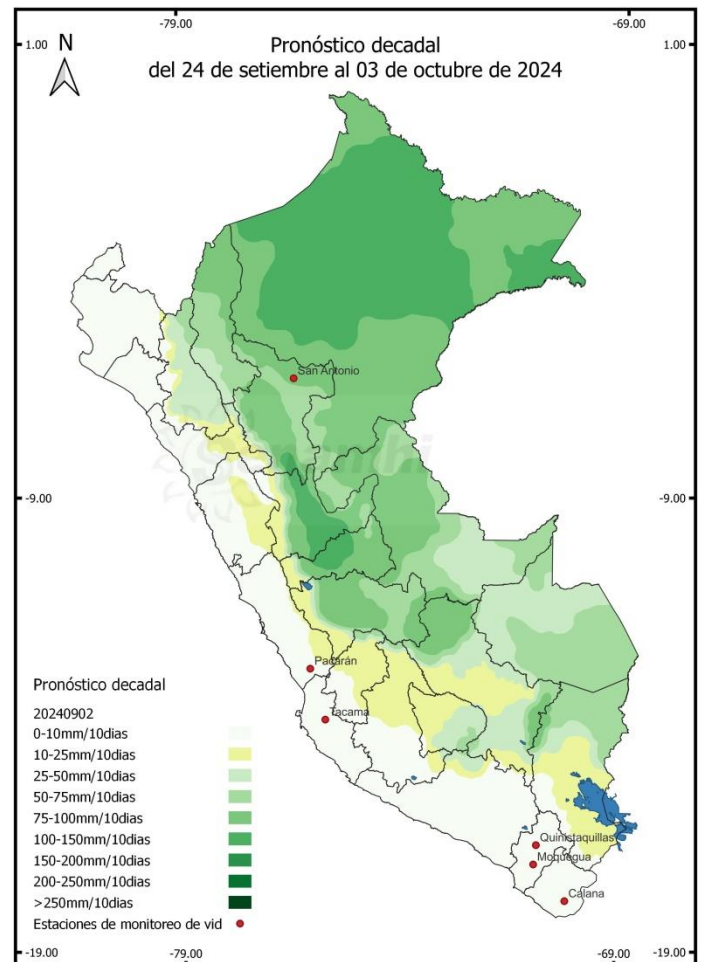 -79.00
-69.00
1.00
1.00
N
Pronóstico decadal
del 24 de setiembre al 03 de octubre de 2024
San Antonio
Senamhi
-9.00
-9.00
Pacarán
Tacama
Pronóstico decadal
20240902
0-10mm/10dias
10-25mm/10dias
25-50mm/10dias
50-75mm/10dias
75-100mm/10dias
100-150mm/10dias
150-200mm/10dias
200-250mm/10dias
>250mm/10dias
Estaciones de monitoreo de vid
Quinistaquillas
Moquegua
Calana
-19.00
-19.00
-79.00
-69.00